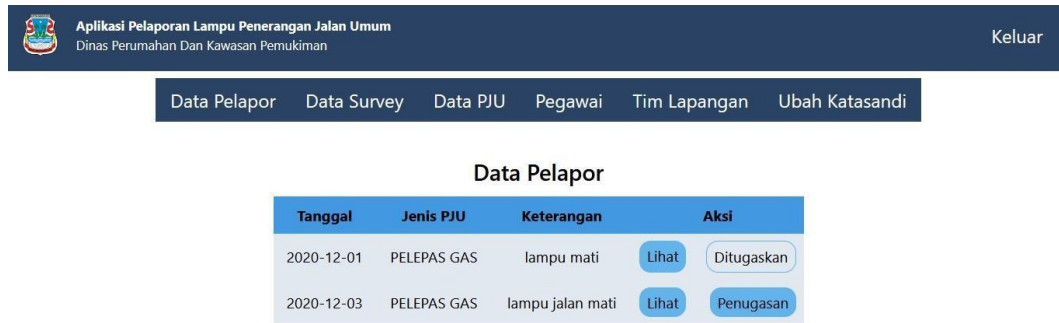 Aplikasi Pelaporan Lampu Penerangan Jalan Umum
Dinas Perumahan Dan Kawasan Pemukiman
Keluar
Data Pelapor Data Survey Data PJU Pegawai Tim Lapangan Ubah Katasandi
Data Pelapor
Tanggal Jenis PJU Keterangan Aksi
2020-12-01 PELEPAS GAS lampu mati Lihat Ditugaskan
2020-12-03 PELEPAS GAS lampu jalan mati Lihat Penugasan